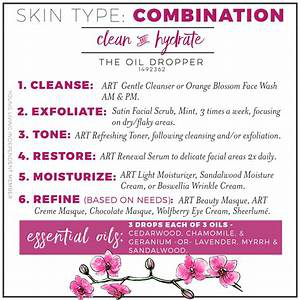 SKIN TYPE: COMBINATION
clean & hydrate
THE OIL DROPPER
1492362
YOUNG LIVING INDEPENDENT MEMBER
1. CLEANSE: ART Gentle Cleanser or Orange Blossom Face Wash
AM & PM.
2. EXFOLIATE: Satin Facial Scrub, Mint, 3 times a week, focusing
on dry/flaky areas.
3. TONE: ART Refreshing Toner, following cleansing and/or exfoliation.
4. RESTORE: ART Renewal Serum to delicate facial areas 2x daily.
5. MOISTURIZE: ART Light Moisturizer, Sandalwood Moisture
Cream, or Boswellia Wrinkle Cream.
6. REFINE (BASED ON NEEDS): ART Beauty Masque, ART
Creme Masque, Chocolate Masque, Wolfberry Eye Cream, Sheerlumé.
essential oils:
3 DROPS EACH OF 3 OILS -
CEDARWOOD, CHAMOMILE, &
GERANIUM -OR- LAVENDER, MYRRH &
SANDALWOOD.